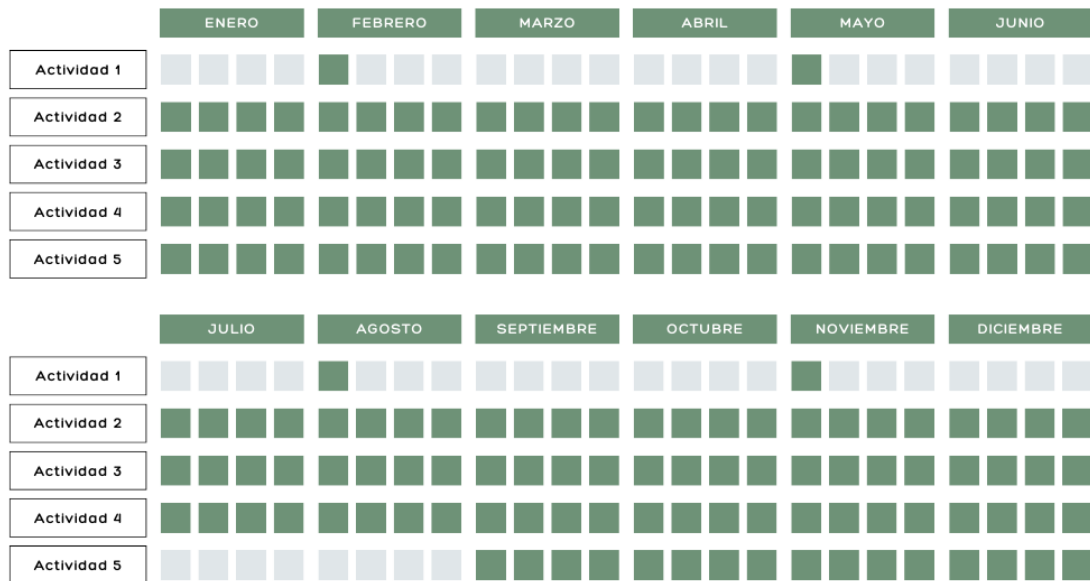 ENERO FEBRERO MARZO ABRIL MAYO JUNIO
Actividad 1
Actividad 2
Actividad 3
Actividad 4
Actividad 5
JULIO AGOSTO SEPTIEMBRE OCTUBRE NOVIEMBRE DICIEMBRE
Actividad 1
Actividad 2
Actividad 3
Actividad 4
Actividad 5